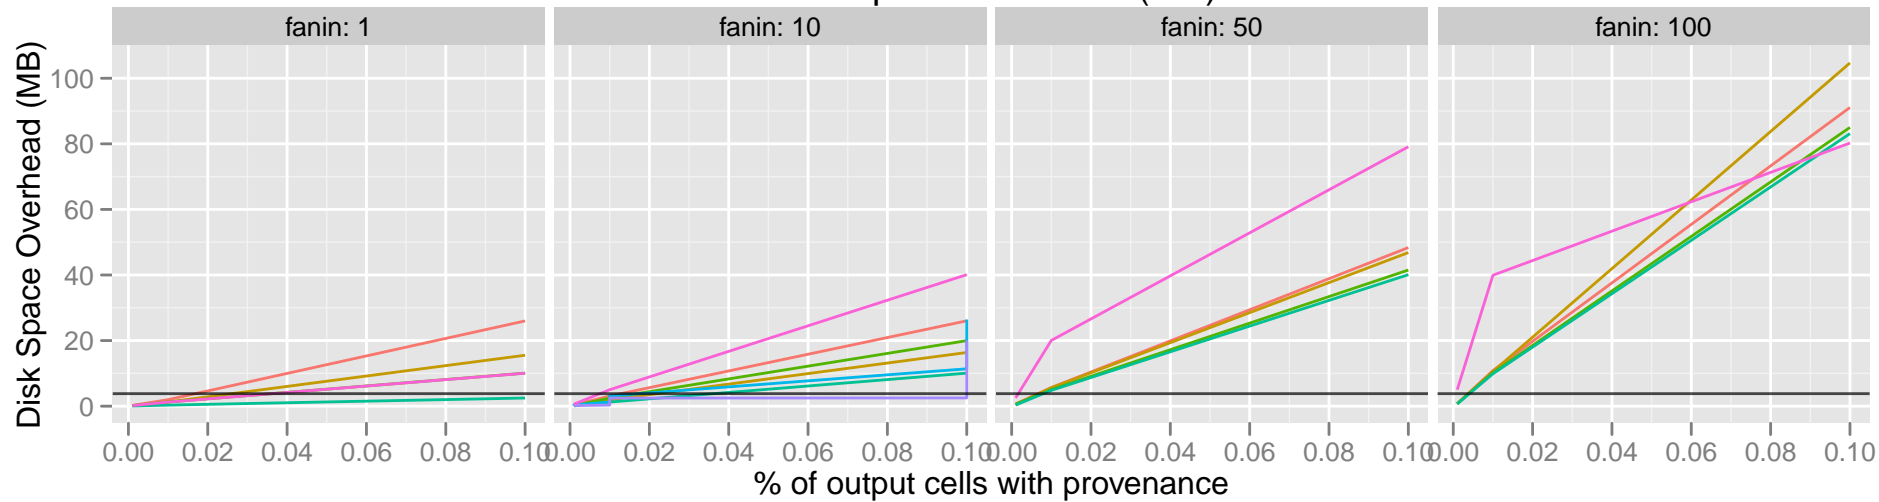 fanin: 1 fanin: 10 fanin: 50 fanin: 100
Disk Space Overhead (MB)
100
80
60
40
20
0
0.00 0.02 0.04 0.06 0.08 0.10 0.00 0.02 0.04 0.06 0.08 0.10 0.00 0.02 0.04 0.06 0.08 0.10 0.00 0.02 0.04 0.06 0.08 0.10
% of output cells with provenance